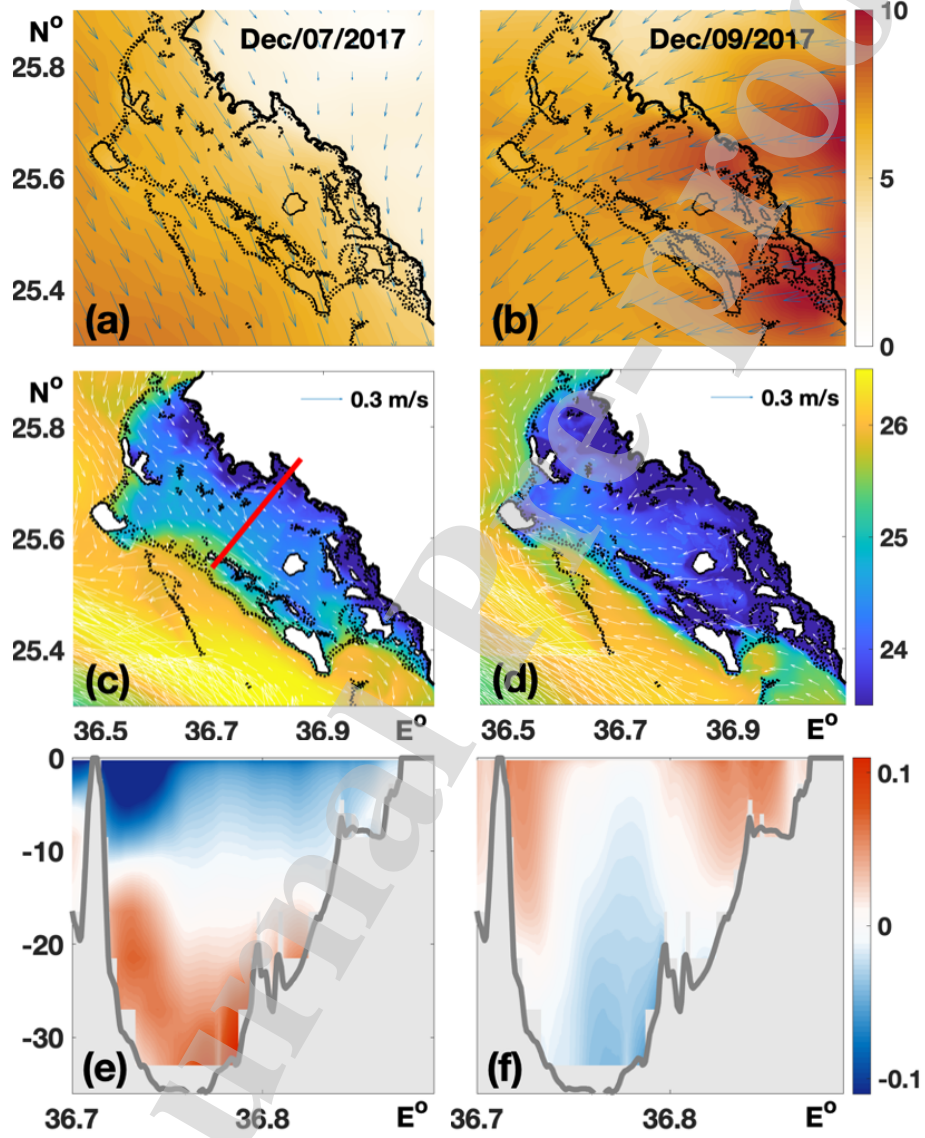 Dec/07/2017
Dec/09/2017
N°
25.8
25.6
25.4
(a)
(b)
10
5
0
N°
25.8
25.6
25.4
0.3 m/s
0.3 m/s
(c)
(d)
26
25
24
36.5 36.7 36.9 E°
36.5 36.7 36.9 E°
0
-10
-20
-30
(e)
(f)
0.1
0
-0.1
36.7 36.8 E°
36.7 36.8 E°
Journal Pre-proof